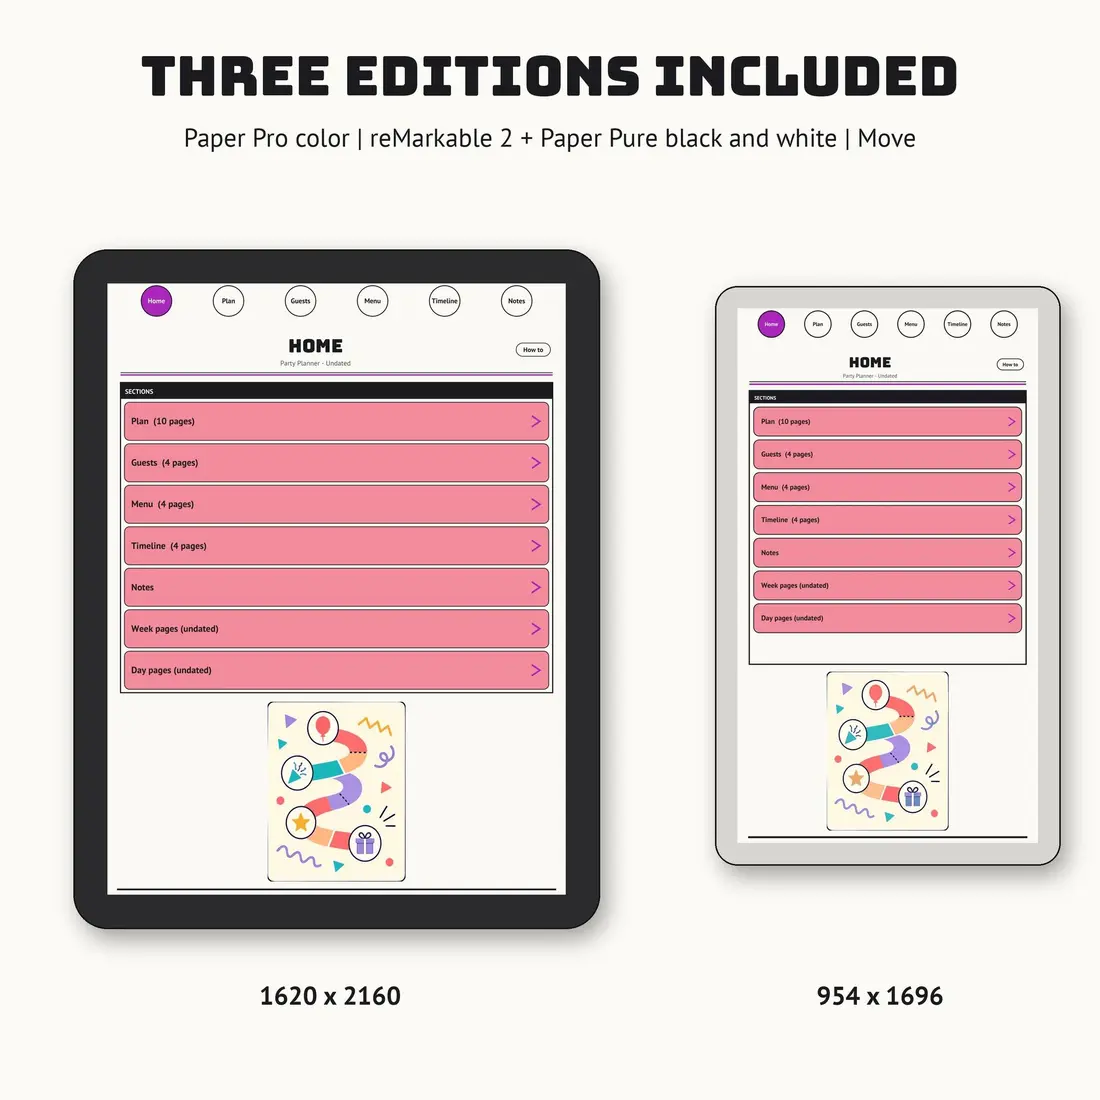 THREE EDITIONS INCLUDED
Paper Pro color | reMarkable 2 + Paper Pure black and white | Move
Home Plan Guests Menu Timeline Notes
HOME
Party Planner - Undated
How to
SECTIONS
Plan (10 pages)
Guests (4 pages)
Menu (4 pages)
Timeline (4 pages)
Notes
Week pages (undated)
Day pages (undated)
1620 x 2160
Home Plan Guests Menu Timeline Notes
HOME
Party Planner - Undated
How to
SECTIONS
Plan (10 pages)
Guests (4 pages)
Menu (4 pages)
Timeline (4 pages)
Notes
Week pages (undated)
Day pages (undated)
954 x 1696